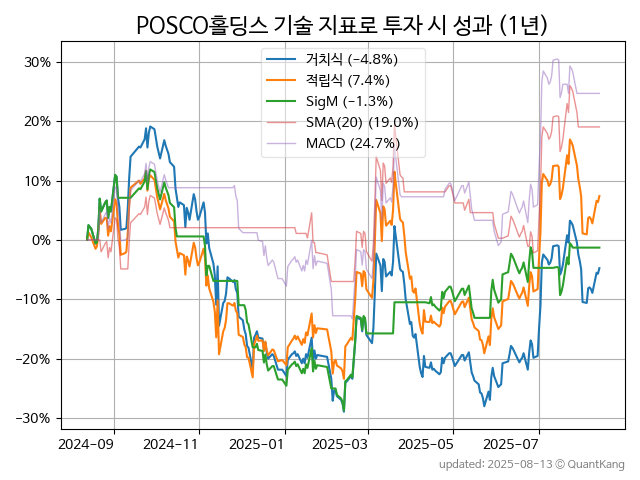 POSCO홀딩스 기술 지표로 투자 시 성과 (1년)
거치식 (−4.8%)
적립식 (7.4%)
SigM (−1.3%)
SMA(20) (19.0%)
MACD (24.7%)
30%
20%
10%
0%
−10%
−20%
−30%
2024-09 2024-11 2025-01 2025-03 2025-05 2025-07
updated: 2025-08-13 ⓒ QuantKang